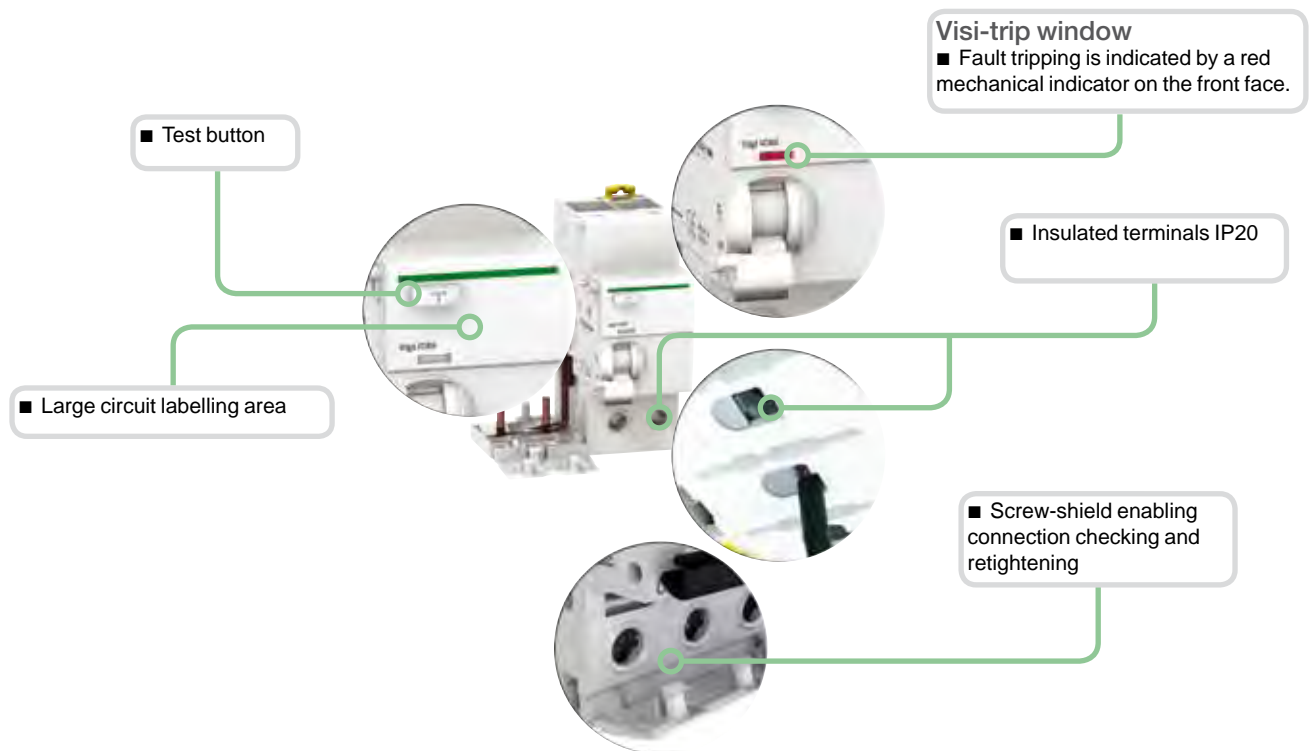 Visi-trip window
■ Fault tripping is indicated by a red
mechanical indicator on the front face.
■ Test button
■ Insulated terminals IP20
■ Large circuit labelling area
■ Screw-shield enabling
connection checking and
retightening